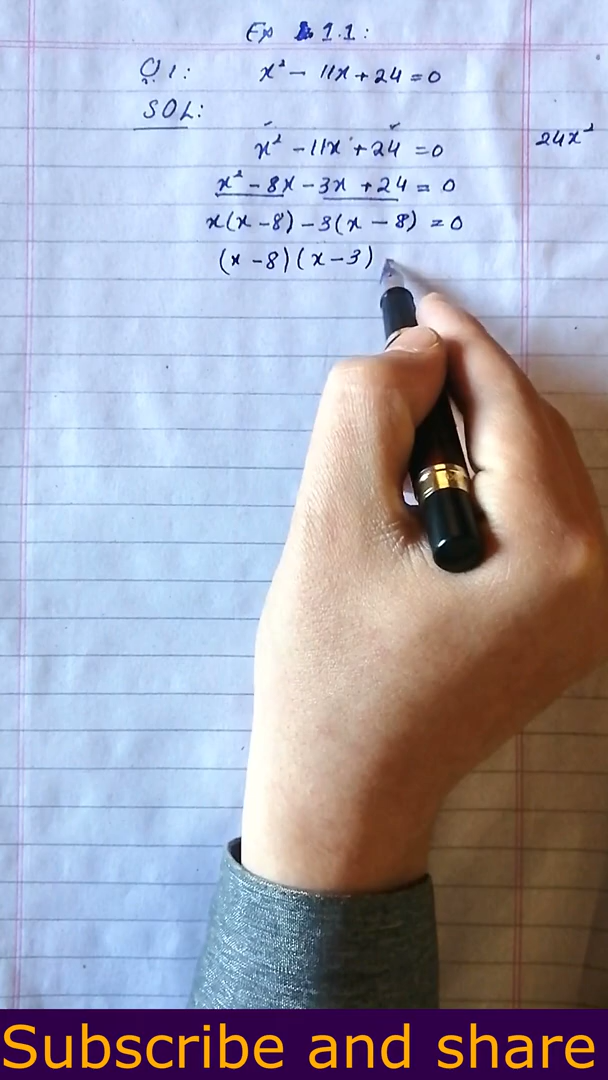 Ex 1.1:
Q1: x² - 11x + 24 = 0
SOL:
x² - 11x + 24 = 0
24x²
x² - 8x - 3x + 24 = 0
x(x - 8) - 3(x - 8) = 0
(x - 8)(x - 3)
Subscribe and share